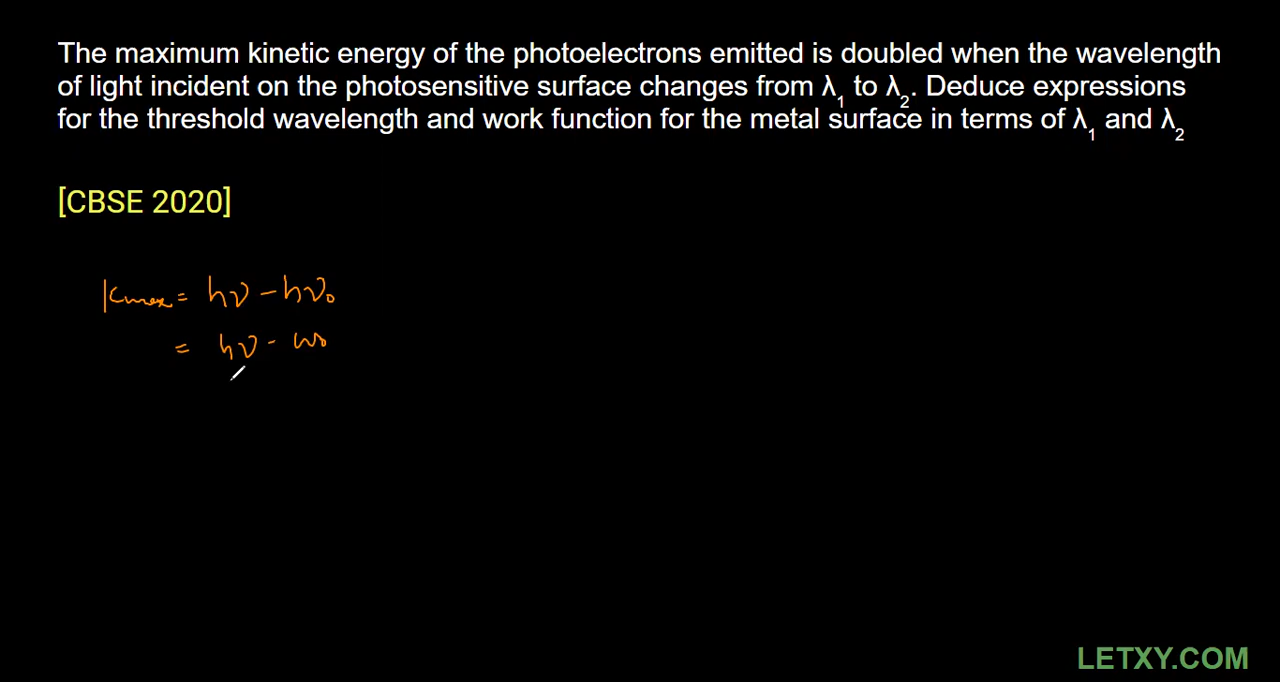 The maximum kinetic energy of the photoelectrons emitted is doubled when the wavelength
of light incident on the photosensitive surface changes from λ₁ to λ₂. Deduce expressions
for the threshold wavelength and work function for the metal surface in terms of λ₁ and λ₂
[CBSE 2020]
Kmax = hν - hν₀
= hν - w₀
LETXY.COM